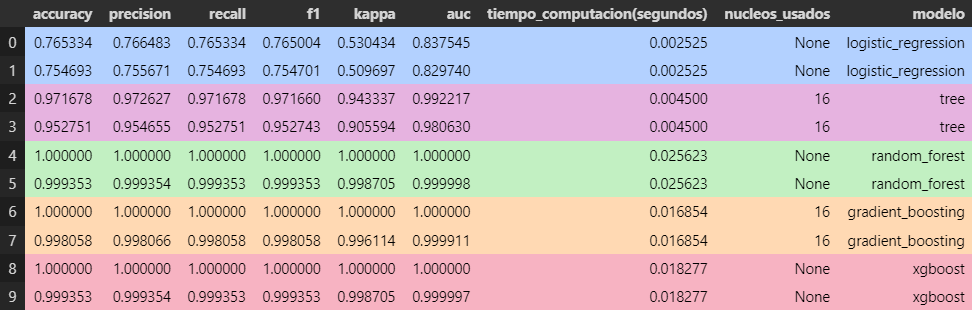 accuracy precision recall f1 kappa auc tiempo_computacion(segundos) nucleos_usados modelo
0 0.765334 0.766483 0.765334 0.765004 0.530434 0.837545 0.002525 None logistic_regression
1 0.754693 0.755671 0.754693 0.754701 0.509697 0.829740 0.002525 None logistic_regression
2 0.971678 0.972627 0.971678 0.971660 0.943337 0.992217 0.004500 16 tree
3 0.952751 0.954655 0.952751 0.952743 0.905594 0.980630 0.004500 16 tree
4 1.000000 1.000000 1.000000 1.000000 1.000000 1.000000 0.025623 None random_forest
5 0.999353 0.999354 0.999353 0.999353 0.998705 0.999998 0.025623 None random_forest
6 1.000000 1.000000 1.000000 1.000000 1.000000 1.000000 0.016854 16 gradient_boosting
7 0.998058 0.998066 0.998058 0.998058 0.996114 0.999911 0.016854 16 gradient_boosting
8 1.000000 1.000000 1.000000 1.000000 1.000000 1.000000 0.018277 None xgboost
9 0.999353 0.999354 0.999353 0.999353 0.998705 0.999997 0.018277 None xgboost